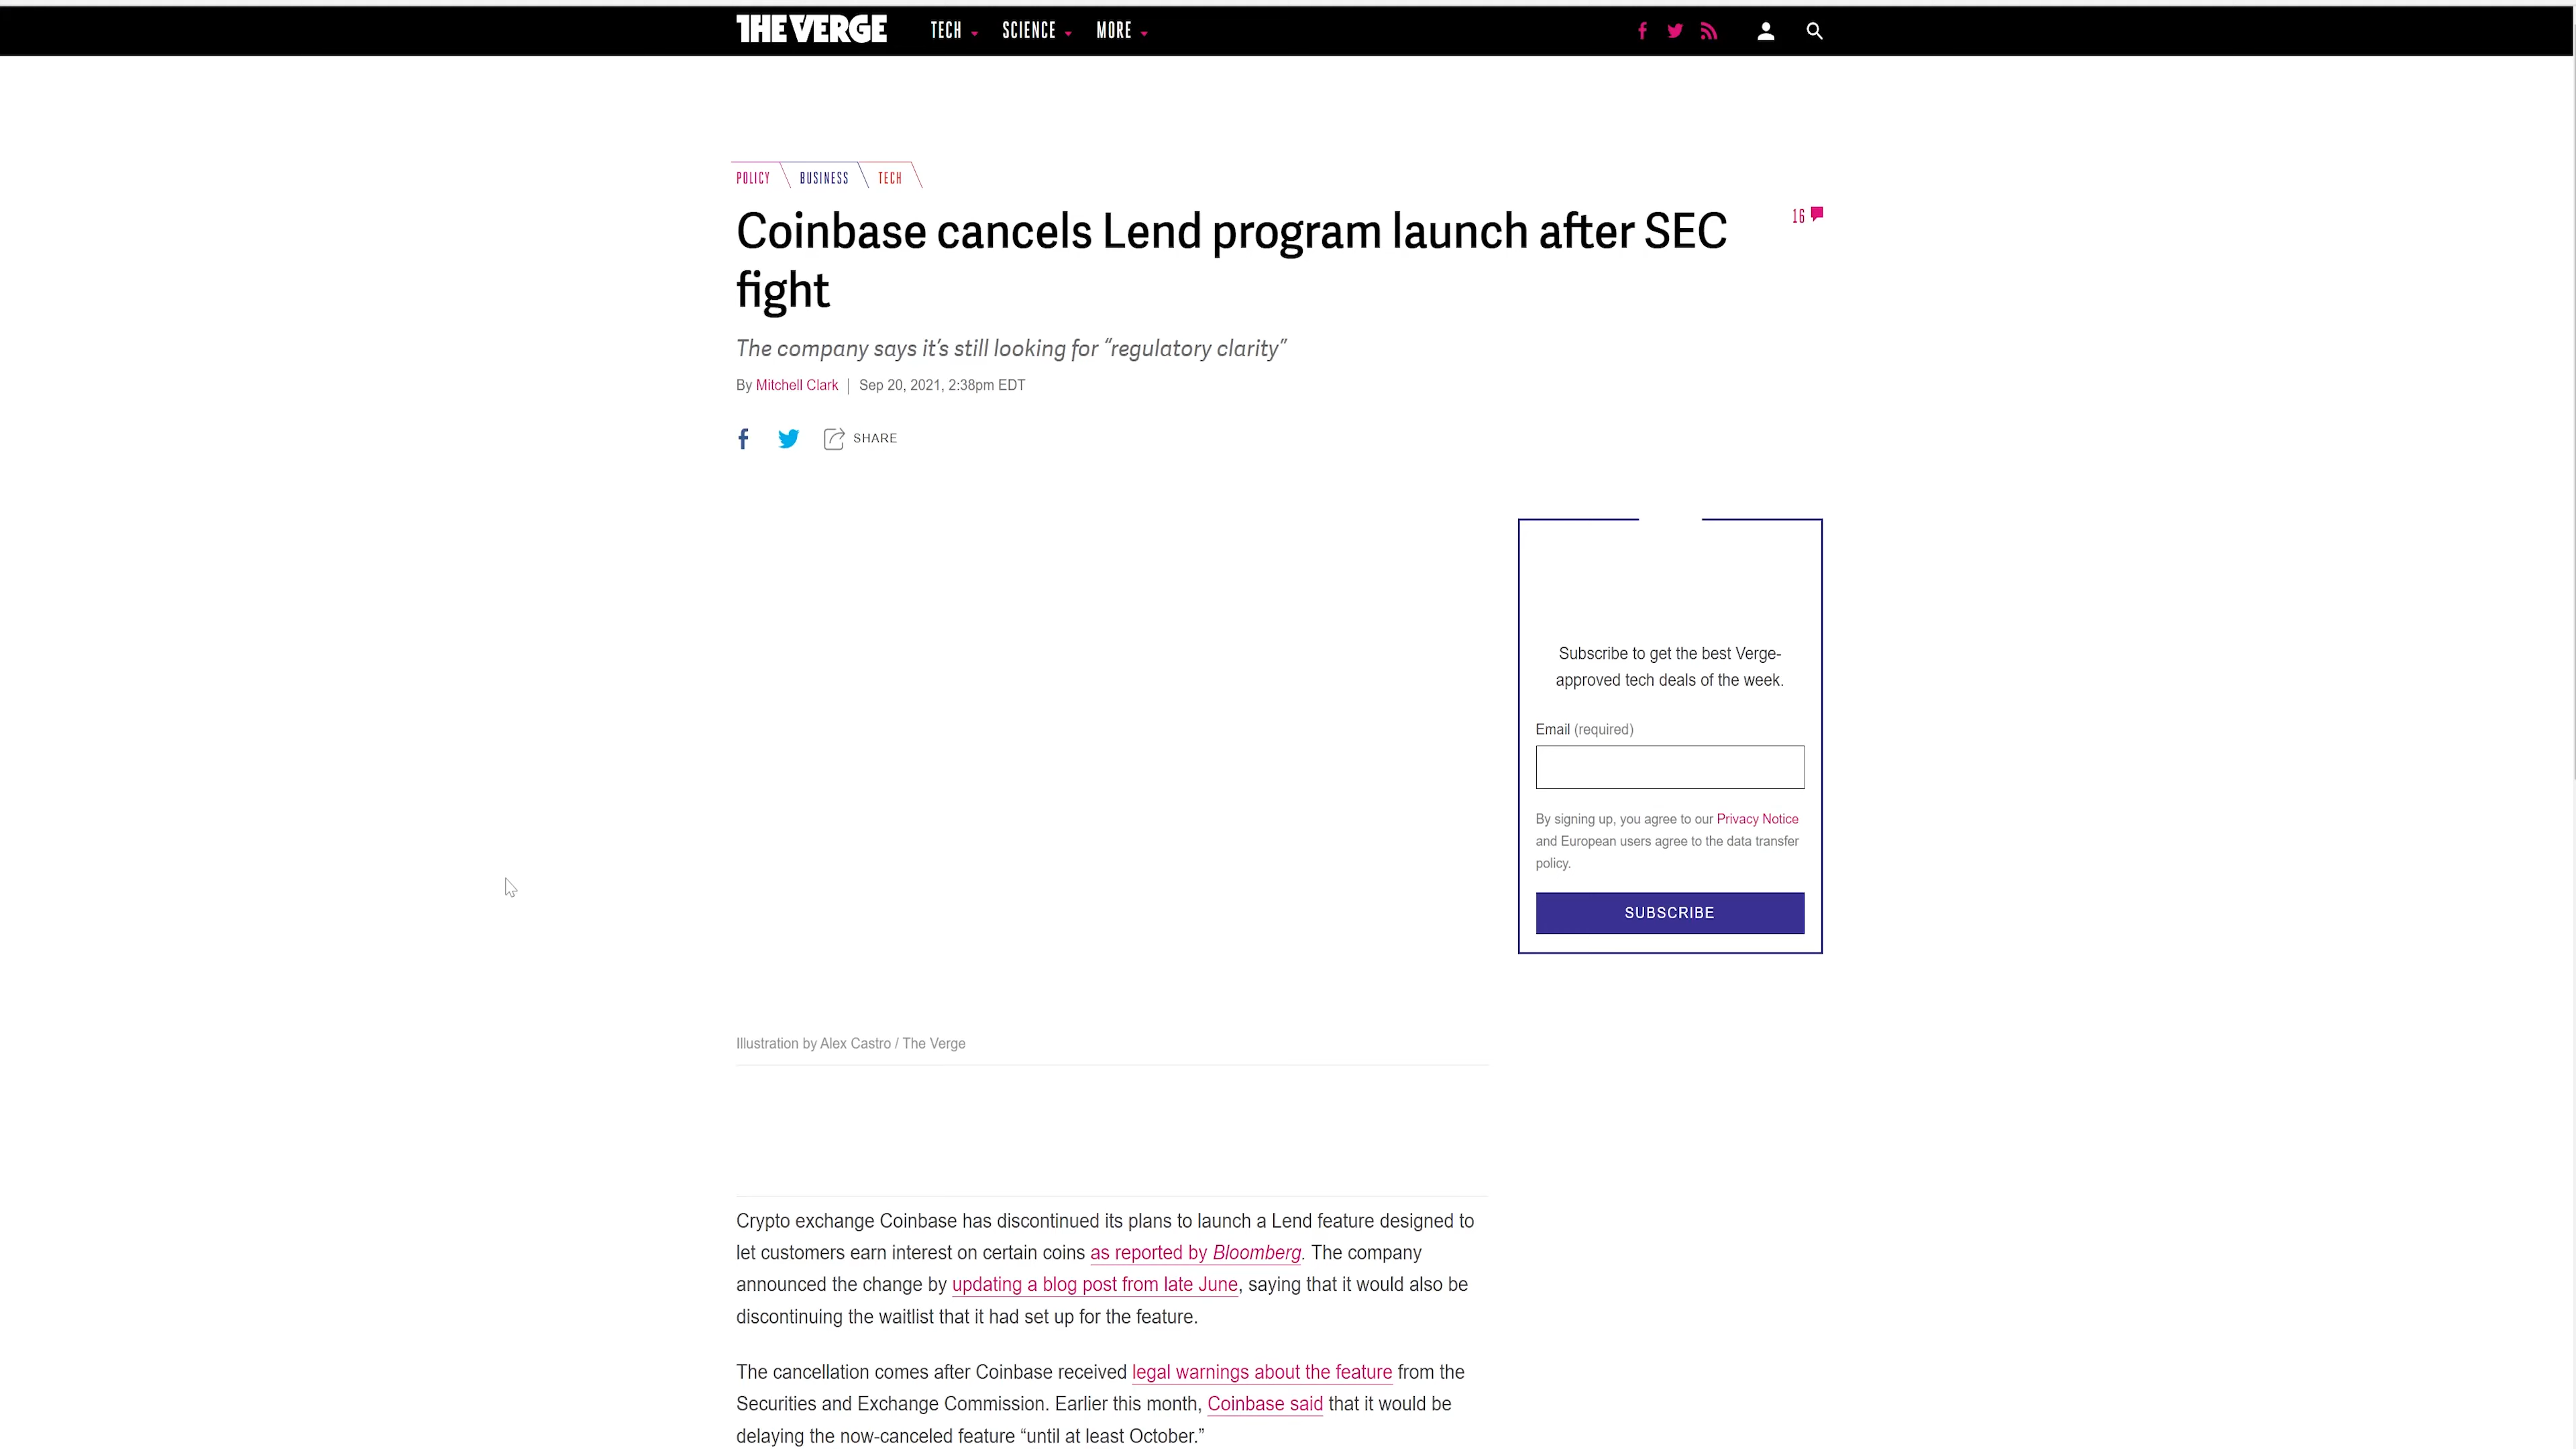 THE VERGE TECH SCIENCE MORE
POLICY BUSINESS TECH
Coinbase cancels Lend program launch after SEC
fight
16
The company says it’s still looking for “regulatory clarity”
By Mitchell Clark | Sep 20, 2021, 2:38pm EDT
SHARE
Subscribe to get the best Verge-
approved tech deals of the week.
Email (required)
By signing up, you agree to our Privacy Notice
and European users agree to the data transfer
policy.
SUBSCRIBE
Illustration by Alex Castro / The Verge
Crypto exchange Coinbase has discontinued its plans to launch a Lend feature designed to
let customers earn interest on certain coins as reported by Bloomberg. The company
announced the change by updating a blog post from late June, saying that it would also be
discontinuing the waitlist that it had set up for the feature.
The cancellation comes after Coinbase received legal warnings about the feature from the
Securities and Exchange Commission. Earlier this month, Coinbase said that it would be
delaying the now-canceled feature “until at least October.”